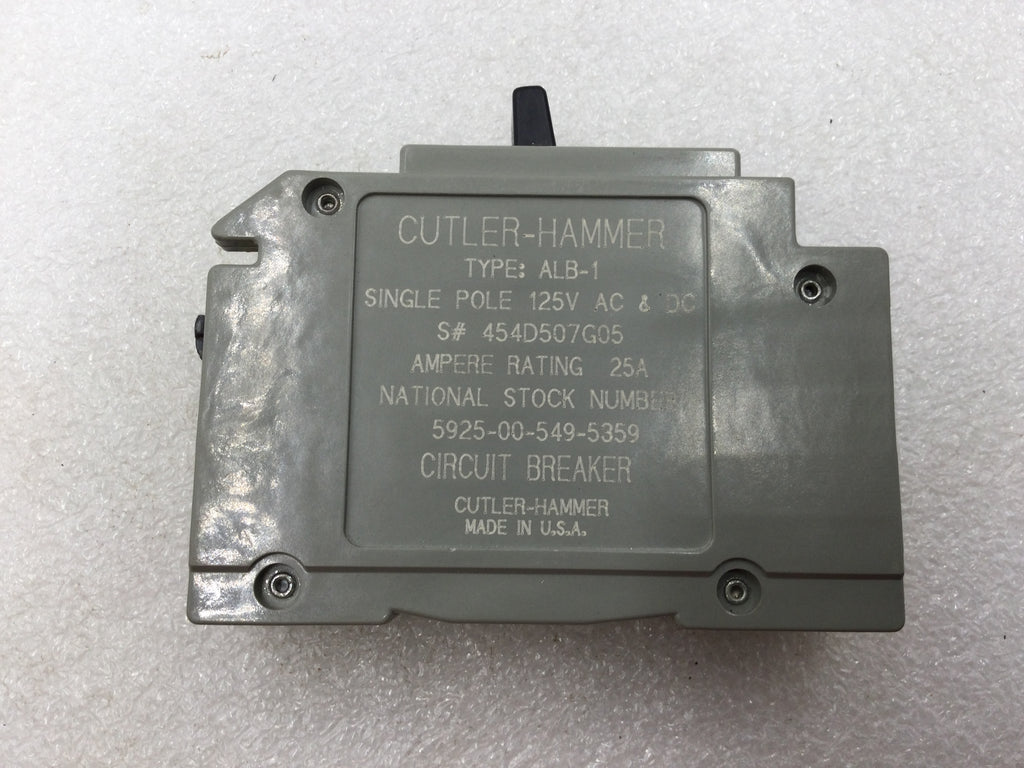 CUTLER-HAMMER
TYPE: ALB-1
SINGLE POLE 125V AC & DC
S# 454D507G05
AMPERE RATING 25A
NATIONAL STOCK NUMBER
5925-00-549-5359
CIRCUIT BREAKER
CUTLER-HAMMER
MADE IN U.S.A.